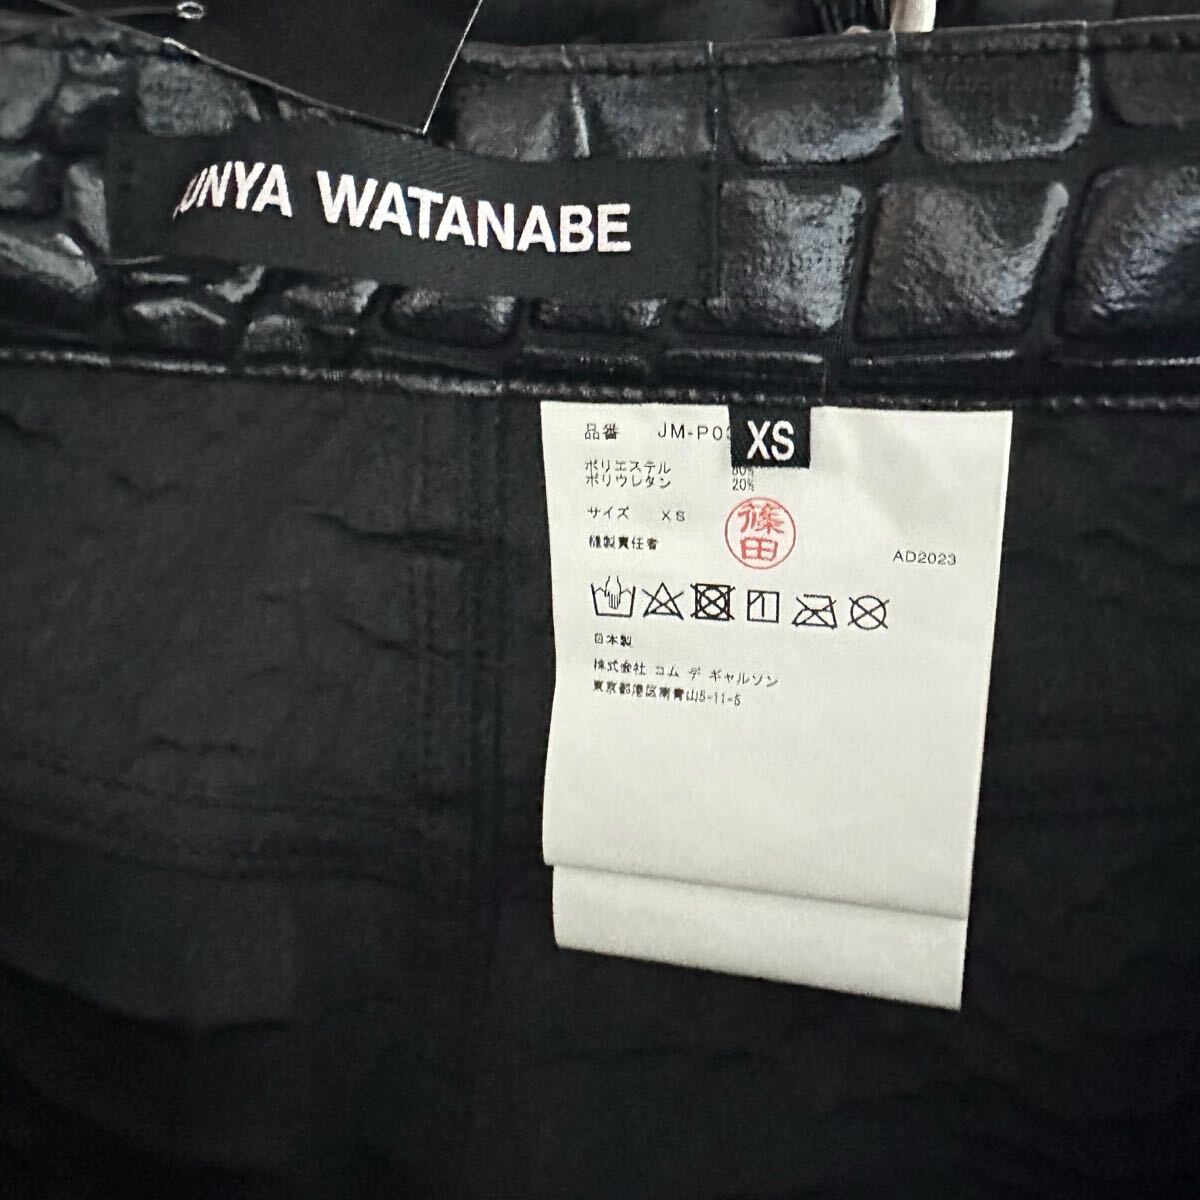 JUNYA WATANABE
品番 JM-P0
XS
ポリエステル 80%
ポリウレタン 20%
サイズ XS
縫製責任者
篠田
AD2023
日本製
株式会社 コム デ ギャルソン
東京都港区南青山5-11-5